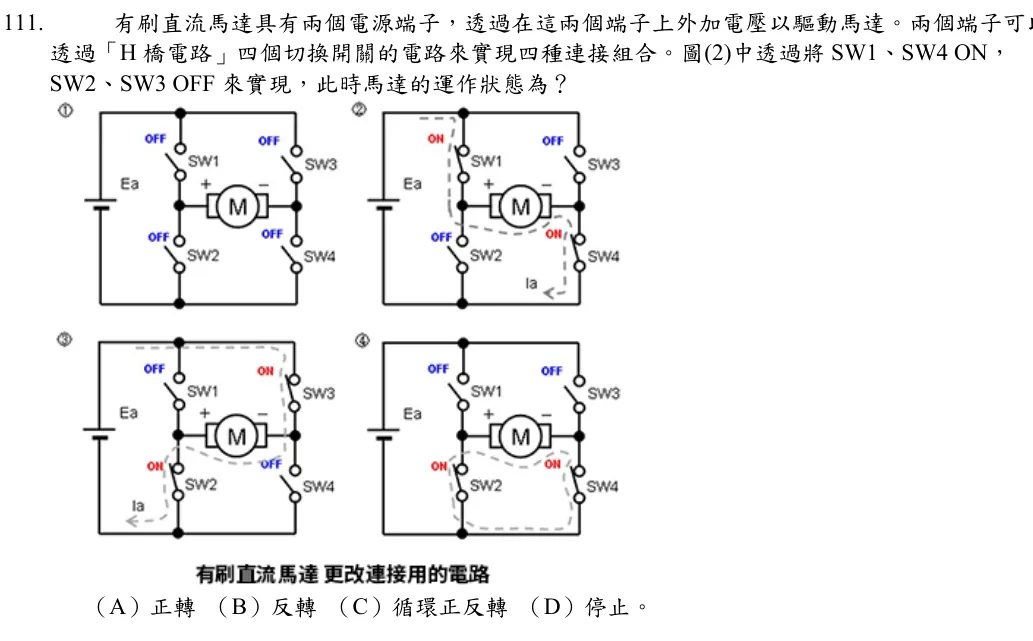 111. 有刷直流馬達具有兩個電源端子，透過在這兩個端子上外加電壓以驅動馬達。兩個端子可
透過「H 橋電路」四個切換開關的電路來實現四種連接組合。圖(2)中透過將 SW1、SW4 ON，
SW2、SW3 OFF 來實現，此時馬達的運作狀態為？
① ②
OFF OFF ON OFF
SW1 SW3 SW1 SW3
Ea + − Ea + −
M M
OFF OFF OFF ON
SW2 SW4 SW2 SW4
Ia
③ ④
OFF ON OFF OFF
SW1 SW3 SW1 SW3
Ea + − Ea + −
M M
ON OFF ON ON
SW2 SW4 SW2 SW4
Ia
有刷直流馬達 更改連接用的電路
（A）正轉 （B）反轉 （C）循環正反轉 （D）停止。